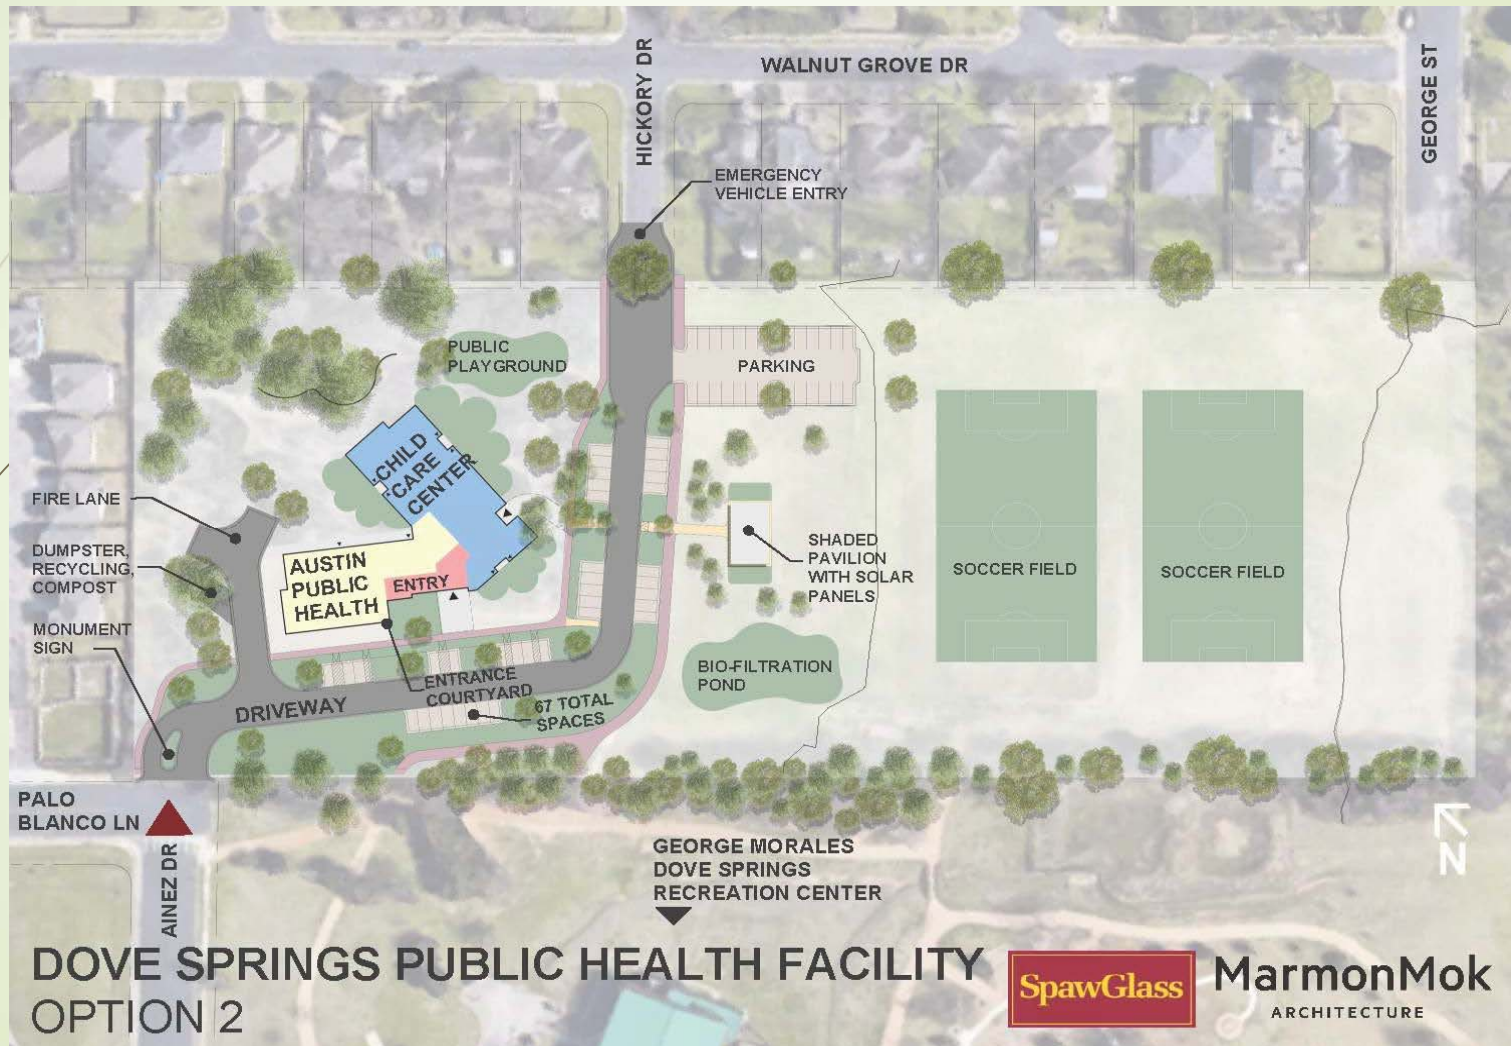 WALNUT GROVE DR
HICKORY DR
GEORGE ST
EMERGENCY
VEHICLE ENTRY
PUBLIC
PLAYGROUND
PARKING
CHILD
CARE
CENTER
FIRE LANE
DUMPSTER,
RECYCLING,
COMPOST
MONUMENT
SIGN
AUSTIN
PUBLIC
HEALTH
ENTRY
SHADED
PAVILION
WITH SOLAR
PANELS
SOCCER FIELD
SOCCER FIELD
BIO-FILTRATION
POND
ENTRANCE
COURTYARD
DRIVEWAY
67 TOTAL
SPACES
PALO
BLANCO LN
AINEZ DR
GEORGE MORALES
DOVE SPRINGS
RECREATION CENTER
N
DOVE SPRINGS PUBLIC HEALTH FACILITY
OPTION 2
SpawGlass
MarmonMok
ARCHITECTURE